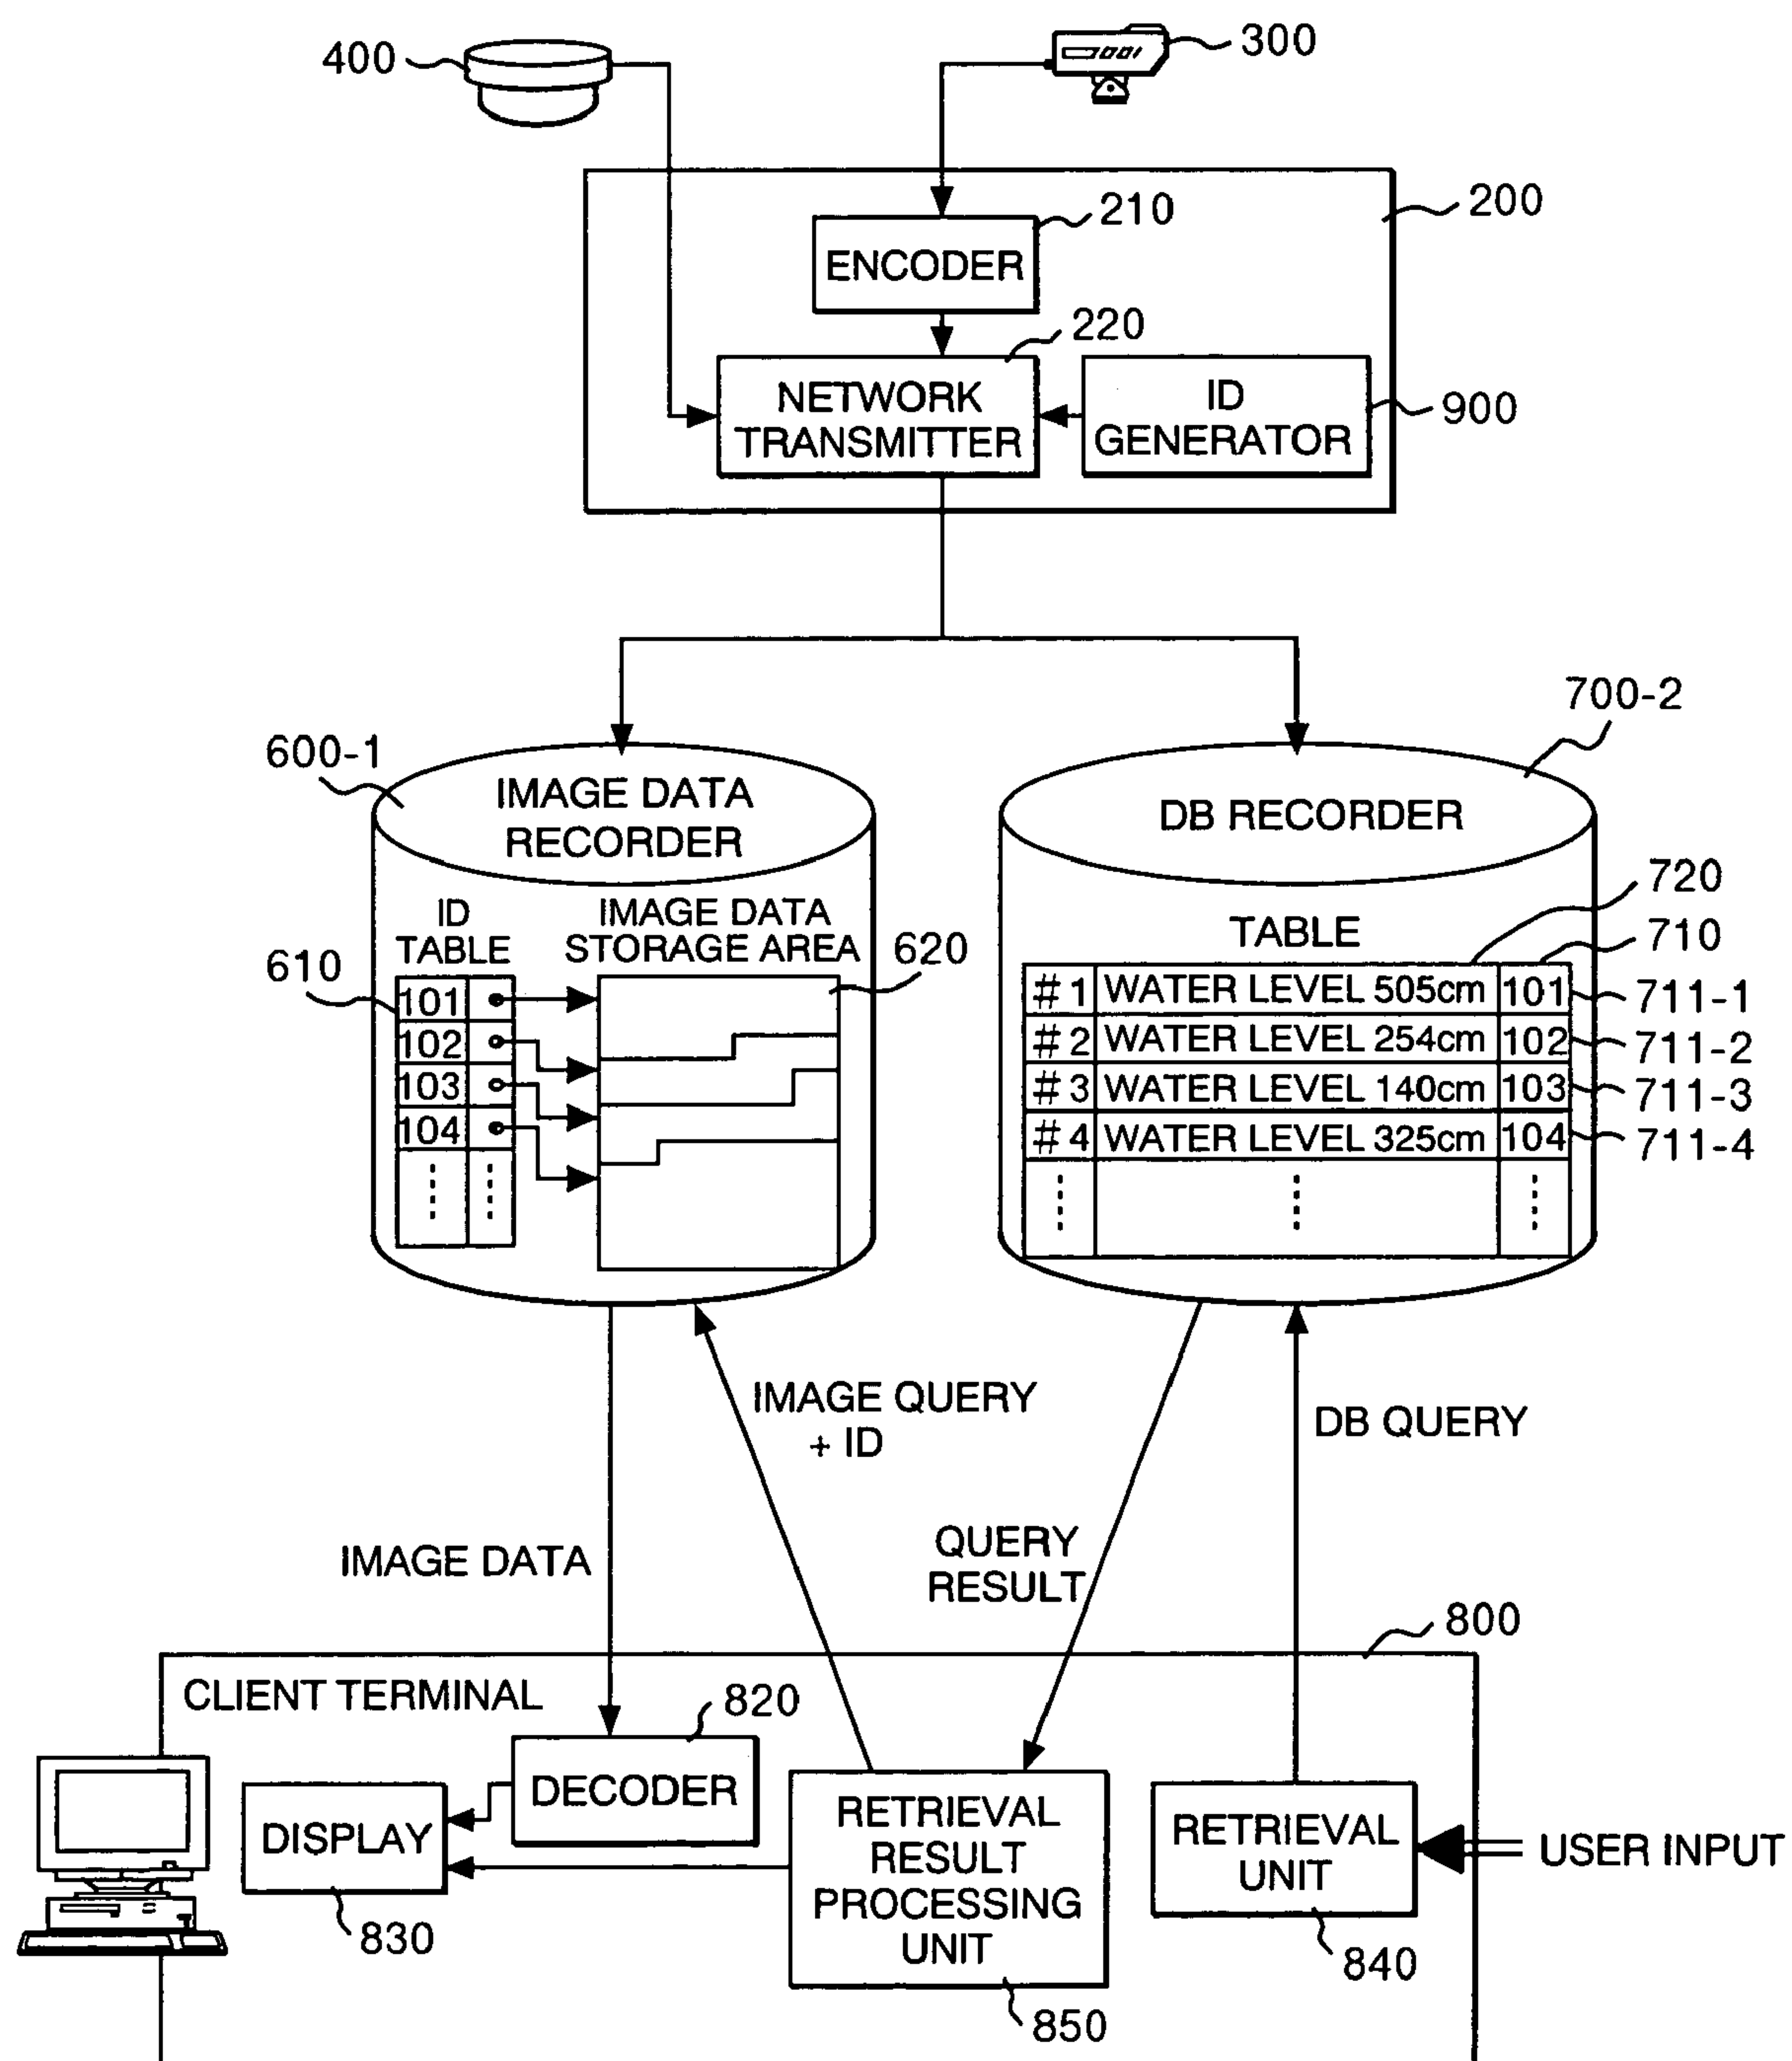 400
300
200
210
ENCODER
220
NETWORK
TRANSMITTER
ID
GENERATOR
900
600-1
IMAGE DATA
RECORDER
ID
TABLE
IMAGE DATA
STORAGE AREA
610
620
101
102
103
104
700-2
DB RECORDER
720
TABLE
710
#1 WATER LEVEL 505cm 101
711-1
#2 WATER LEVEL 254cm 102
711-2
#3 WATER LEVEL 140cm 103
711-3
#4 WATER LEVEL 325cm 104
711-4
IMAGE QUERY
+ ID
DB QUERY
QUERY
RESULT
IMAGE DATA
800
CLIENT TERMINAL
820
DECODER
DISPLAY
830
RETRIEVAL
RESULT
PROCESSING
UNIT
850
RETRIEVAL
UNIT
840
USER INPUT